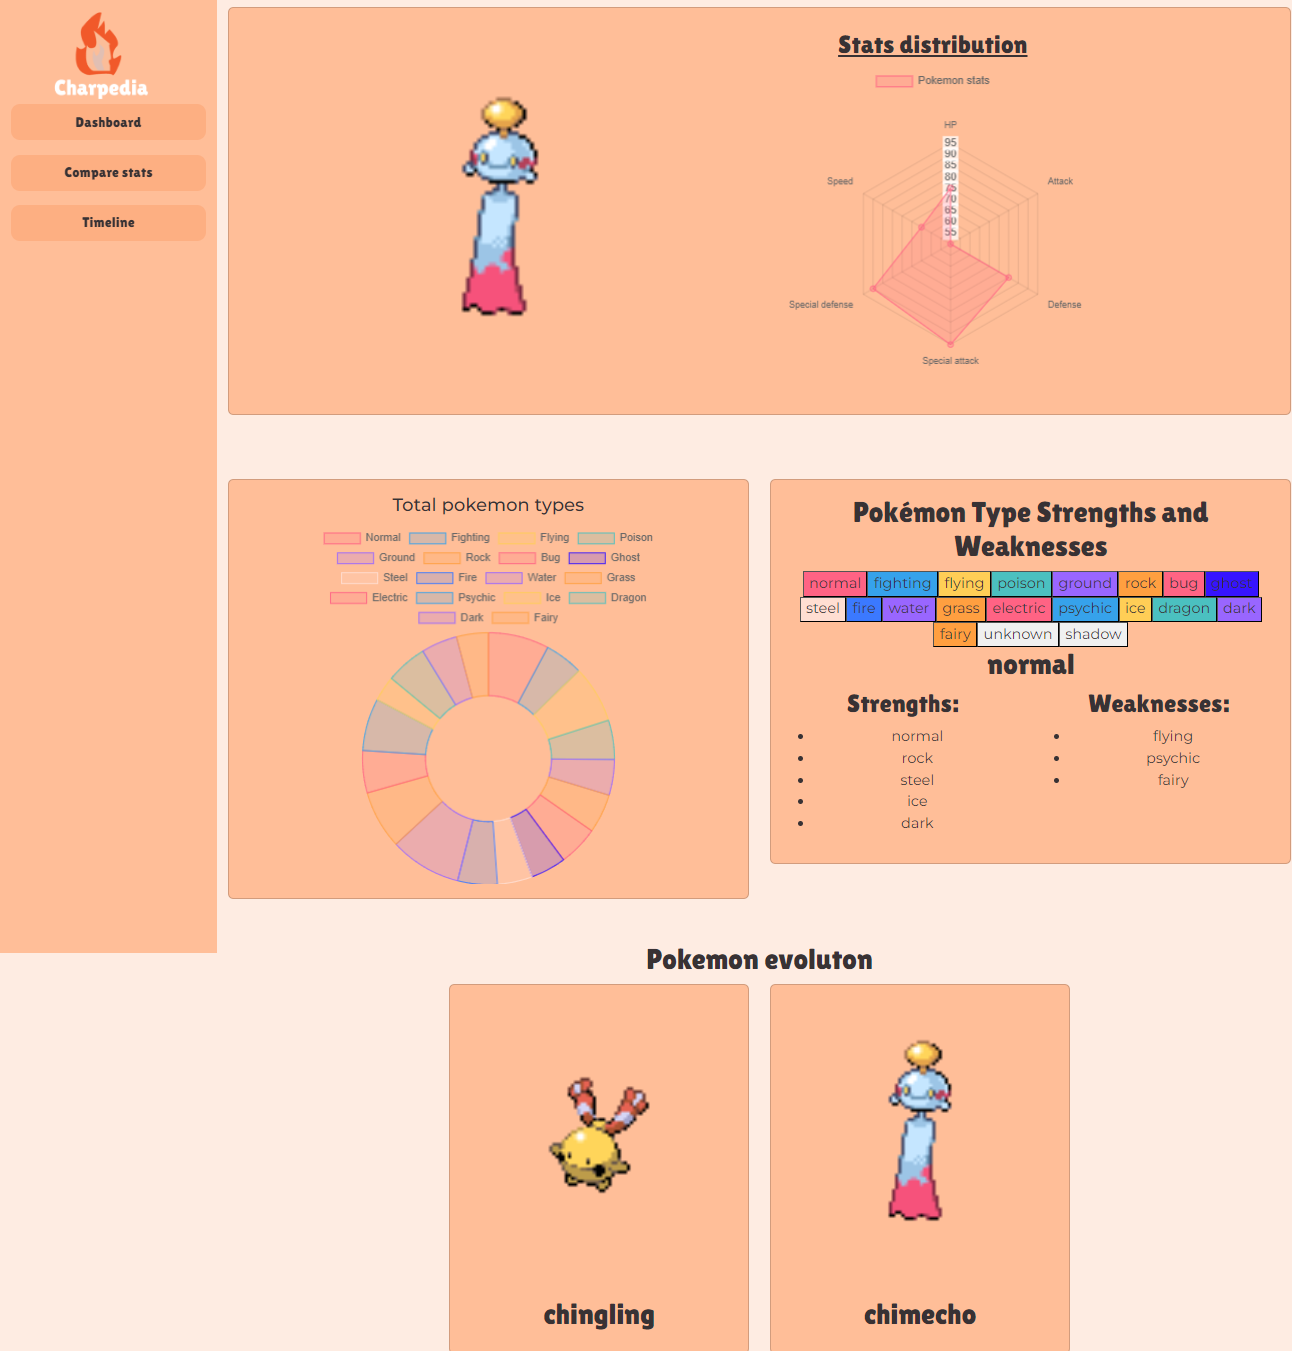 Charpedia
Dashboard
Compare stats
Timeline
Stats distribution
Pokemon stats
HP
95
90
85
80
75
70
65
60
55
Speed
Attack
Special defense
Defense
Special attack
Total pokemon types
Normal Fighting Flying Poison
Ground Rock Bug Ghost
Steel Fire Water Grass
Electric Psychic Ice Dragon
Dark Fairy
Pokémon Type Strengths and
Weaknesses
normal fighting flying poison ground rock bug ghost
steel fire water grass electric psychic ice dragon dark
fairy unknown shadow
normal
Strengths:
normal
rock
steel
ice
dark
Weaknesses:
flying
psychic
fairy
Pokemon evoluton
chingling
chimecho